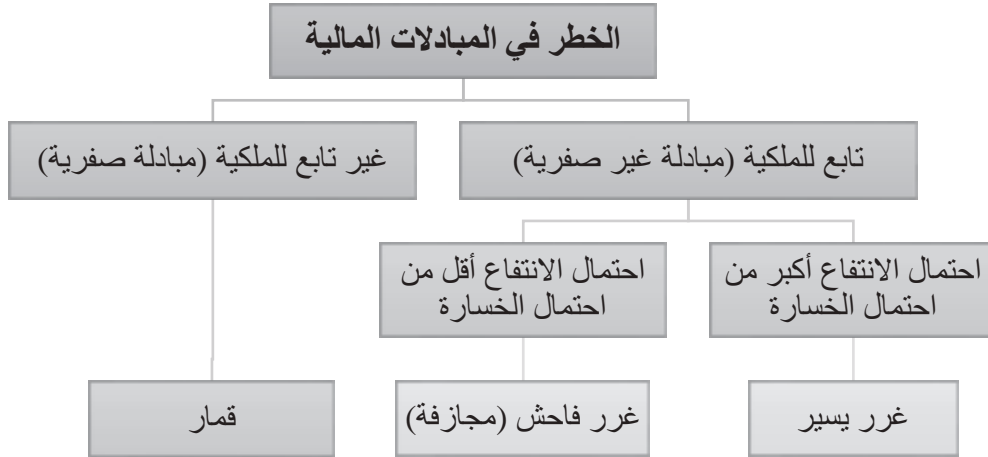 الخطر في المبادلات المالية
تابع للملكية (مبادلة غير صفرية)
غير تابع للملكية (مبادلة صفرية)
احتمال الانتفاع أكبر من
احتمال الخسارة
احتمال الانتفاع أقل من
احتمال الخسارة
غرر يسير
غرر فاحش (مجازفة)
قمار